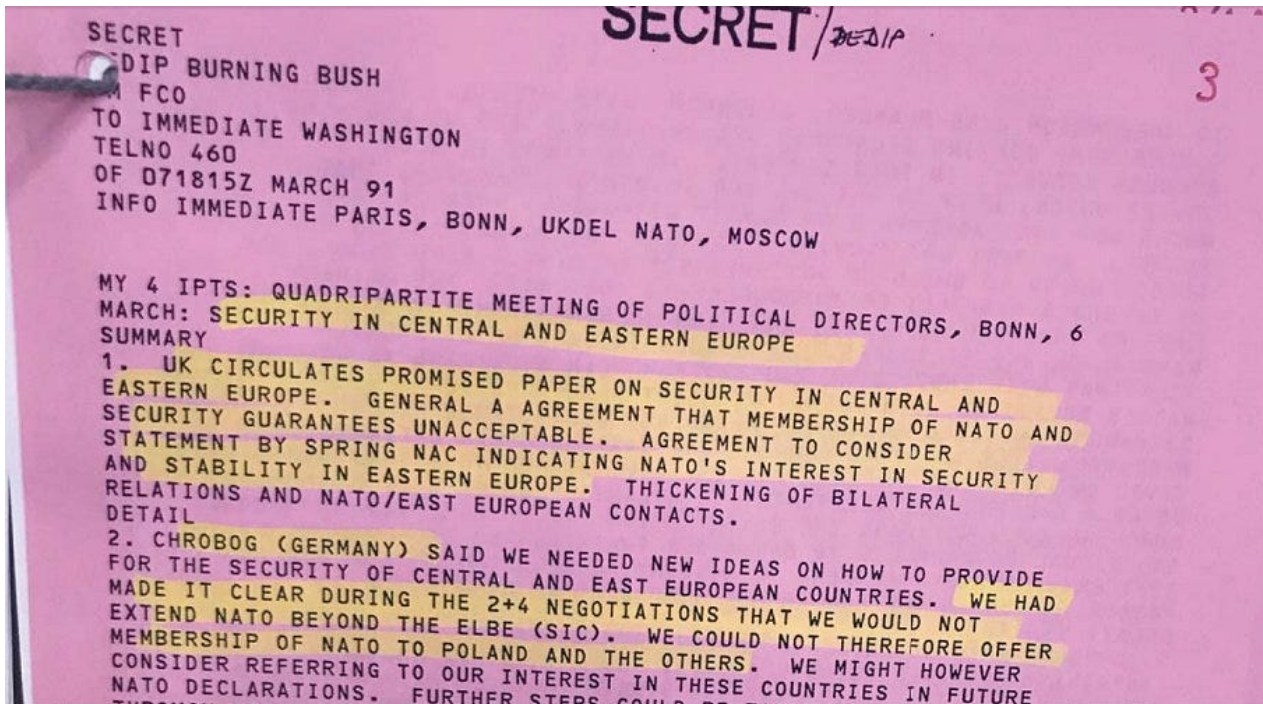 SECRET/DEDIP
3
SECRET
DIP BURNING BUSH
FCO
TO IMMEDIATE WASHINGTON
TELNO 460
OF 071815Z MARCH 91
INFO IMMEDIATE PARIS, BONN, UKDEL NATO, MOSCOW
MY 4 IPTS: QUADRIPARTITE MEETING OF POLITICAL DIRECTORS, BONN, 6
MARCH: SECURITY IN CENTRAL AND EASTERN EUROPE
SUMMARY
1. UK CIRCULATES PROMISED PAPER ON SECURITY IN CENTRAL AND
EASTERN EUROPE. GENERAL A AGREEMENT THAT MEMBERSHIP OF NATO AND
SECURITY GUARANTEES UNACCEPTABLE. AGREEMENT TO CONSIDER
STATEMENT BY SPRING NAC INDICATING NATO'S INTEREST IN SECURITY
AND STABILITY IN EASTERN EUROPE. THICKENING OF BILATERAL
RELATIONS AND NATO/EAST EUROPEAN CONTACTS.
DETAIL
2. CHROBOG (GERMANY) SAID WE NEEDED NEW IDEAS ON HOW TO PROVIDE
FOR THE SECURITY OF CENTRAL AND EAST EUROPEAN COUNTRIES. WE HAD
MADE IT CLEAR DURING THE 2+4 NEGOTIATIONS THAT WE WOULD NOT
EXTEND NATO BEYOND THE ELBE (SIC). WE COULD NOT THEREFORE OFFER
MEMBERSHIP OF NATO TO POLAND AND THE OTHERS. WE MIGHT HOWEVER
CONSIDER REFERRING TO OUR INTEREST IN THESE COUNTRIES IN FUTURE
NATO DECLARATIONS. FURTHER STEPS COULD BE